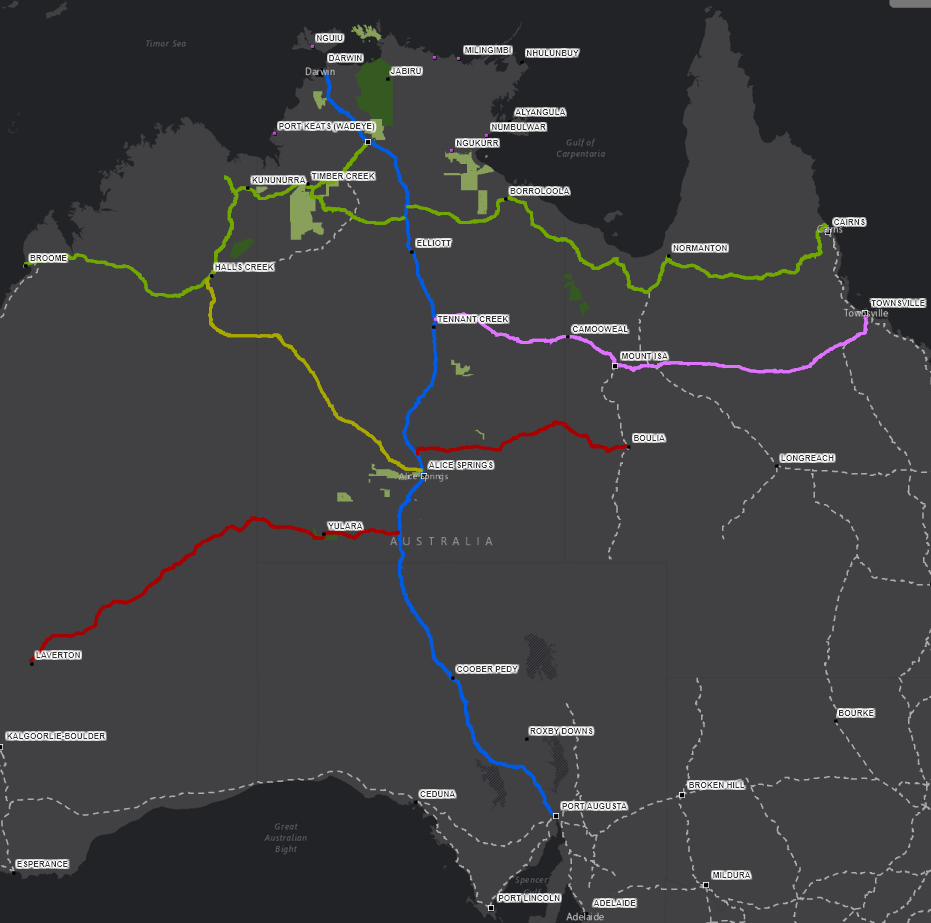 NGUIU
Timor Sea
MILINGIMBI
NHULUNBUY
DARWIN
Darwin
JABIRU
ALYANGULA
PORT KEATS (WADEYE)
NUMBULWAR
NGUKURR
Gulf of
Carpentaria
KUNUNURRA
TIMBER CREEK
BORROLOOLA
CAIRNS
Cairns
ELLIOTT
NORMANTON
BROOME
HALLS CREEK
TOWNSVILLE
Townsville
TENNANT CREEK
CAMOOWEAL
MOUNT ISA
BOULIA
LONGREACH
ALICE SPRINGS
Alice Springs
YULARA
AUSTRALIA
LAVERTON
COOBER PEDY
BOURKE
ROXBY DOWNS
KALGOORLIE-BOULDER
BROKEN HILL
CEDUNA
PORT AUGUSTA
Great
Australian
Bight
ESPERANCE
MILDURA
Spencer
Gulf
PORT LINCOLN
ADELAIDE
Adelaide